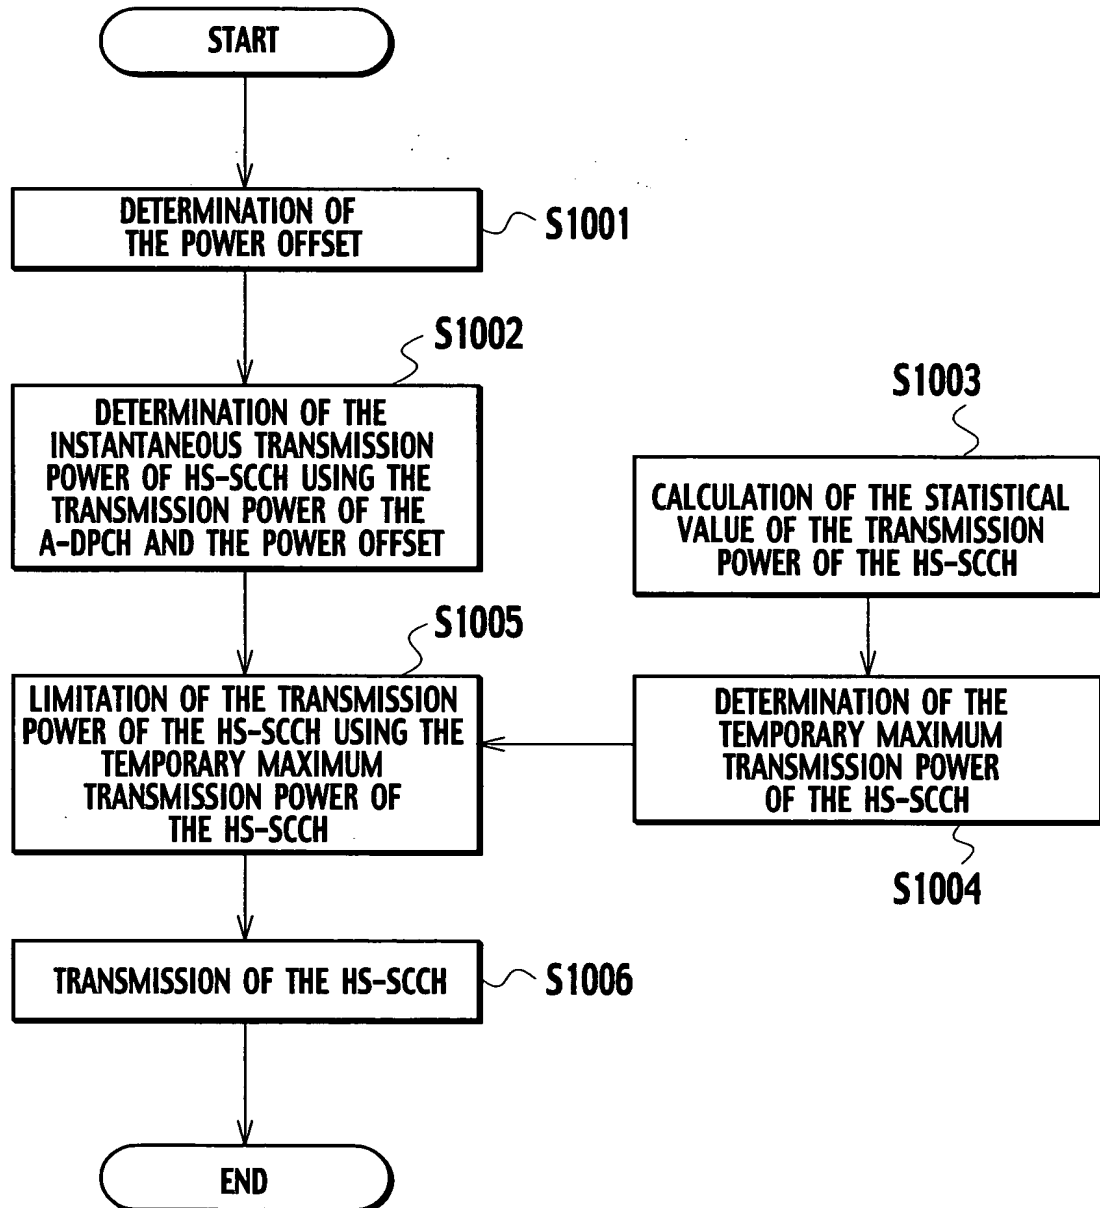 START
DETERMINATION OF
THE POWER OFFSET
S1001
S1002
DETERMINATION OF THE
INSTANTANEOUS TRANSMISSION
POWER OF HS-SCCH USING THE
TRANSMISSION POWER OF THE
A-DPCH AND THE POWER OFFSET
S1003
CALCULATION OF THE STATISTICAL
VALUE OF THE TRANSMISSION
POWER OF THE HS-SCCH
S1005
LIMITATION OF THE TRANSMISSION
POWER OF THE HS-SCCH USING THE
TEMPORARY MAXIMUM
TRANSMISSION POWER OF
THE HS-SCCH
DETERMINATION OF THE
TEMPORARY MAXIMUM
TRANSMISSION POWER
OF THE HS-SCCH
S1004
TRANSMISSION OF THE HS-SCCH
S1006
END